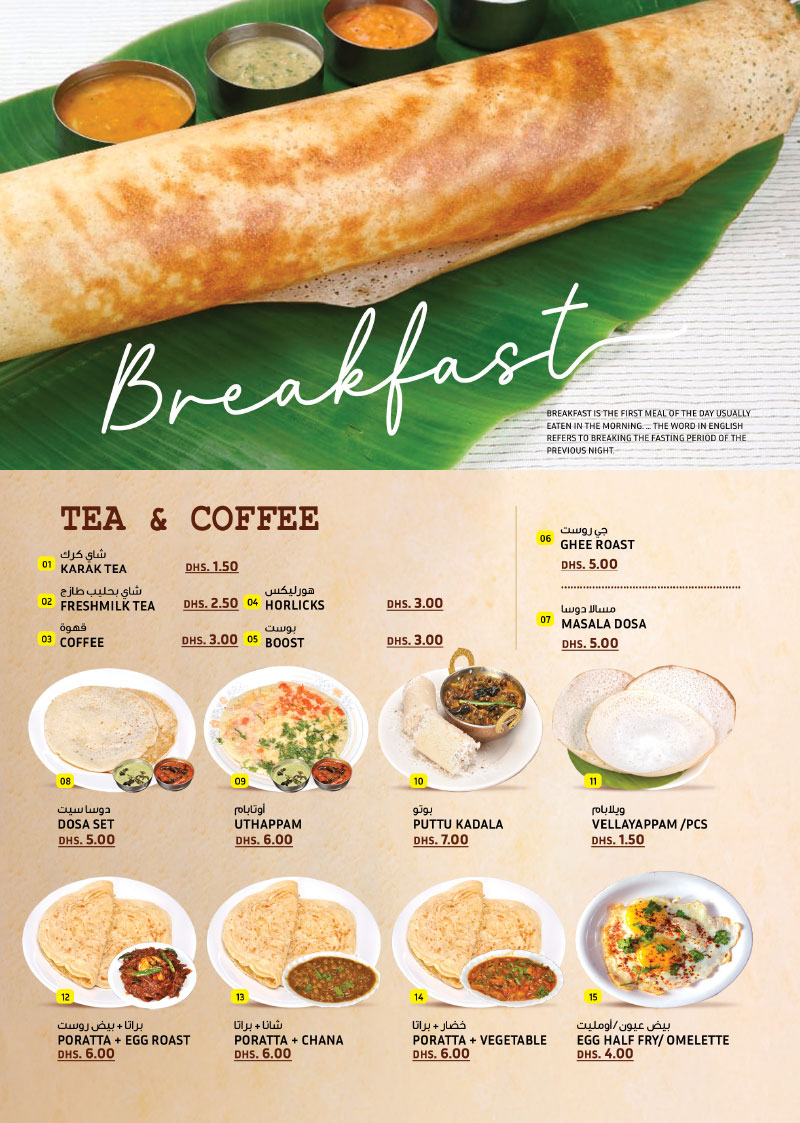 Breakfast
BREAKFAST IS THE FIRST MEAL OF THE DAY USUALLY
EATEN IN THE MORNING. ... THE WORD IN ENGLISH
REFERS TO BREAKING THE FASTING PERIOD OF THE
PREVIOUS NIGHT.
TEA & COFFEE
01
شاي كرك
KARAK TEA
DHS. 1.50
02
شاي بحليب طازج
FRESHMILK TEA
DHS. 2.50
03
قهوة
COFFEE
DHS. 3.00
04
هورليكس
HORLICKS
DHS. 3.00
05
بوست
BOOST
DHS. 3.00
06
جي روست
GHEE ROAST
DHS. 5.00
07
مسالا دوسا
MASALA DOSA
DHS. 5.00
08
دوسا سيت
DOSA SET
DHS. 5.00
09
أوتابام
UTHAPPAM
DHS. 6.00
10
بوتو
PUTTU KADALA
DHS. 7.00
11
ويلابام
VELLAYAPPAM /PCS
DHS. 1.50
12
براتا + بيض روست
PORATTA + EGG ROAST
DHS. 6.00
13
شانا + براتا
PORATTA + CHANA
DHS. 6.00
14
خضار + براتا
PORATTA + VEGETABLE
DHS. 6.00
15
بيض عيون/أومليت
EGG HALF FRY/ OMELETTE
DHS. 4.00